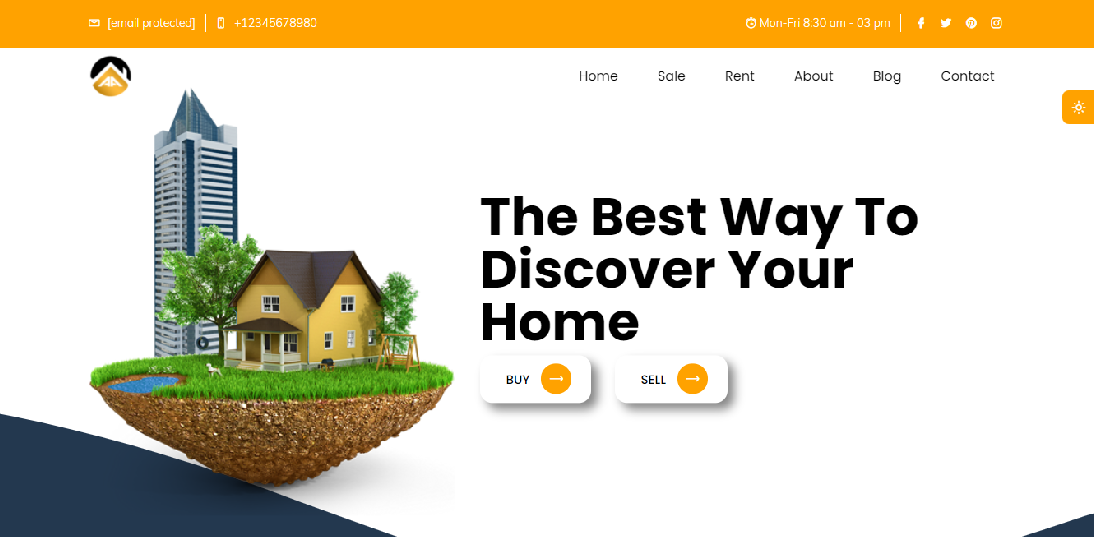 [email protected]
+12345678980
Mon-Fri 8.30 am - 03 pm
Home Sale Rent About Blog Contact
The Best Way To
Discover Your
Home
BUY
SELL